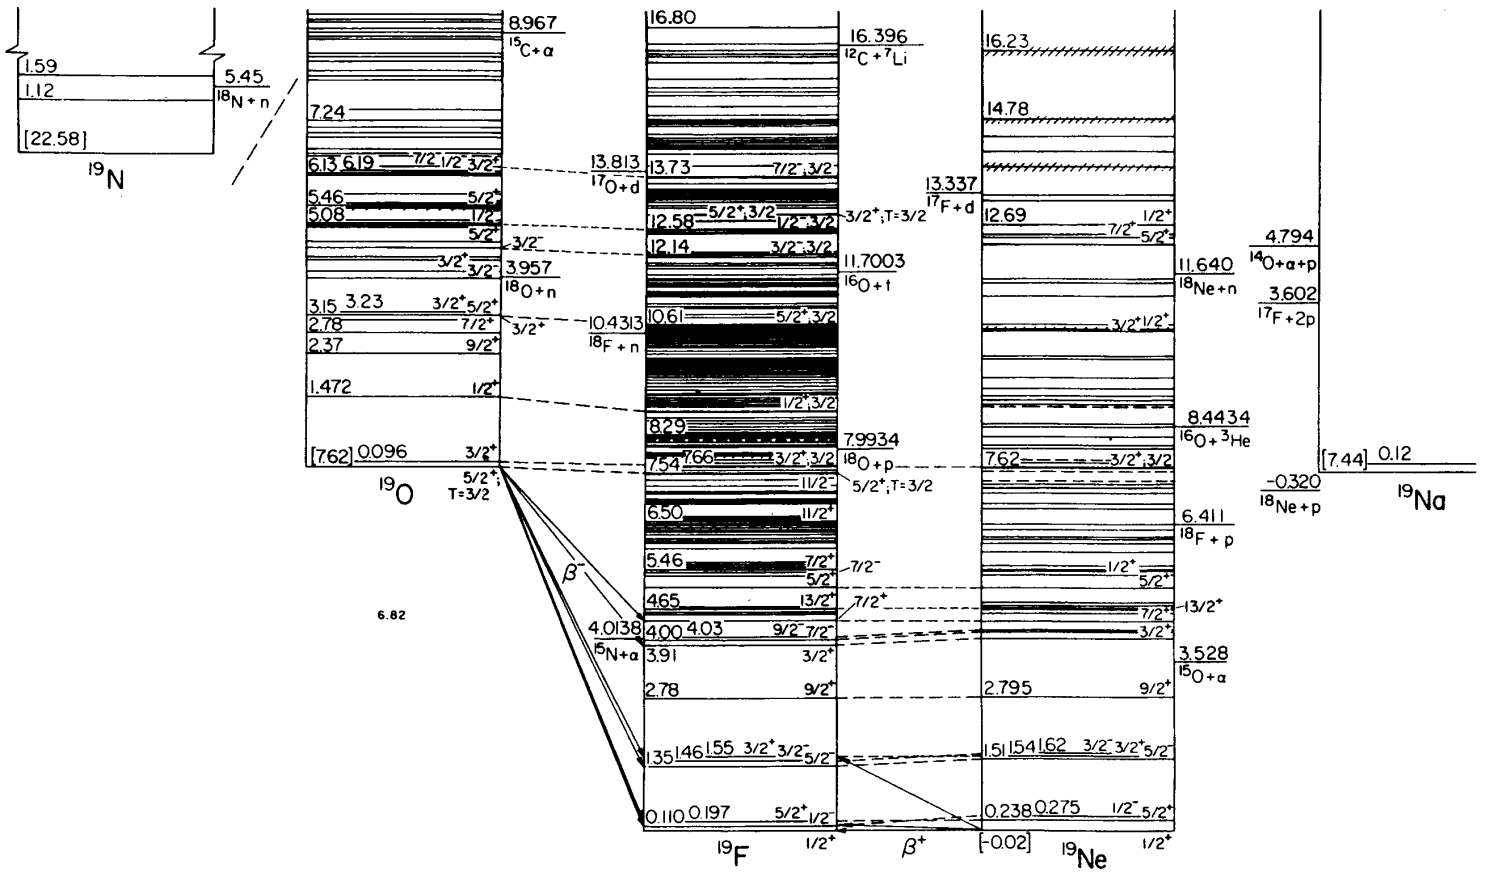 1.59
1.12
[22.58]
¹⁹N
5.45
¹⁸N+n
8.967
¹⁵C+α
7.24
6.13 6.19 7/2⁻ 1/2⁻ 3/2⁺
5.46 5/2⁺
5.08 1/2⁻
5/2⁺
3/2⁻
3/2⁺
3/2⁻
3.957
¹⁸O+n
3.15 3.23 3/2⁺ 5/2⁺
3/2⁺
2.78 7/2⁺
2.37 9/2⁺
1.472 1/2⁺
[7.62] 0.096 3/2⁺
¹⁹O
5/2⁺;
T=3/2
β⁻
6.82
16.80
16.396
¹²C+⁷Li
13.813
¹⁷O+d
13.73 7/2⁻;3/2
5/2⁺;3/2
12.58 1/2⁻;3/2
3/2⁺;T=3/2
12.14 3/2⁻;3/2
11.7003
¹⁶O+t
10.61 5/2⁺;3/2
10.4313
¹⁸F+n
1/2⁺;3/2
8.29
7.9934
¹⁸O+p
7.66 3/2⁺;3/2
7.54
5/2⁺;T=3/2
11/2⁻
6.50 11/2⁺
5.46 7/2⁺
7/2⁻
5/2⁺
4.65 13/2⁺
7/2⁺
4.0138
¹⁵N+α
4.00 4.03 9/2⁻ 7/2⁻
3.91 3/2⁺
2.78 9/2⁺
1.35 1.46 1.55 3/2⁺ 3/2⁻ 5/2⁻
0.110 0.197 5/2⁺ 1/2⁻
¹⁹F 1/2⁺
β⁺
16.23
14.78
13.337
¹⁷F+d
12.69 1/2⁺
7/2⁺
5/2⁺
11.640
¹⁸Ne+n
3/2⁺ 1/2⁺
8.4434
¹⁶O+³He
7.62 3/2⁺;3/2
6.411
¹⁸F+p
1/2⁺
5/2⁺
13/2⁺
7/2⁺
3/2⁺
3.528
¹⁵O+α
2.795 9/2⁺
1.51 1.54 1.62 3/2⁻ 3/2⁺ 5/2⁻
0.238 0.275 1/2⁻ 5/2⁺
[-0.02] ¹⁹Ne 1/2⁺
4.794
¹⁴O+α+p
3.602
¹⁷F+2p
[7.44] 0.12
-0.320
¹⁸Ne+p
¹⁹Na